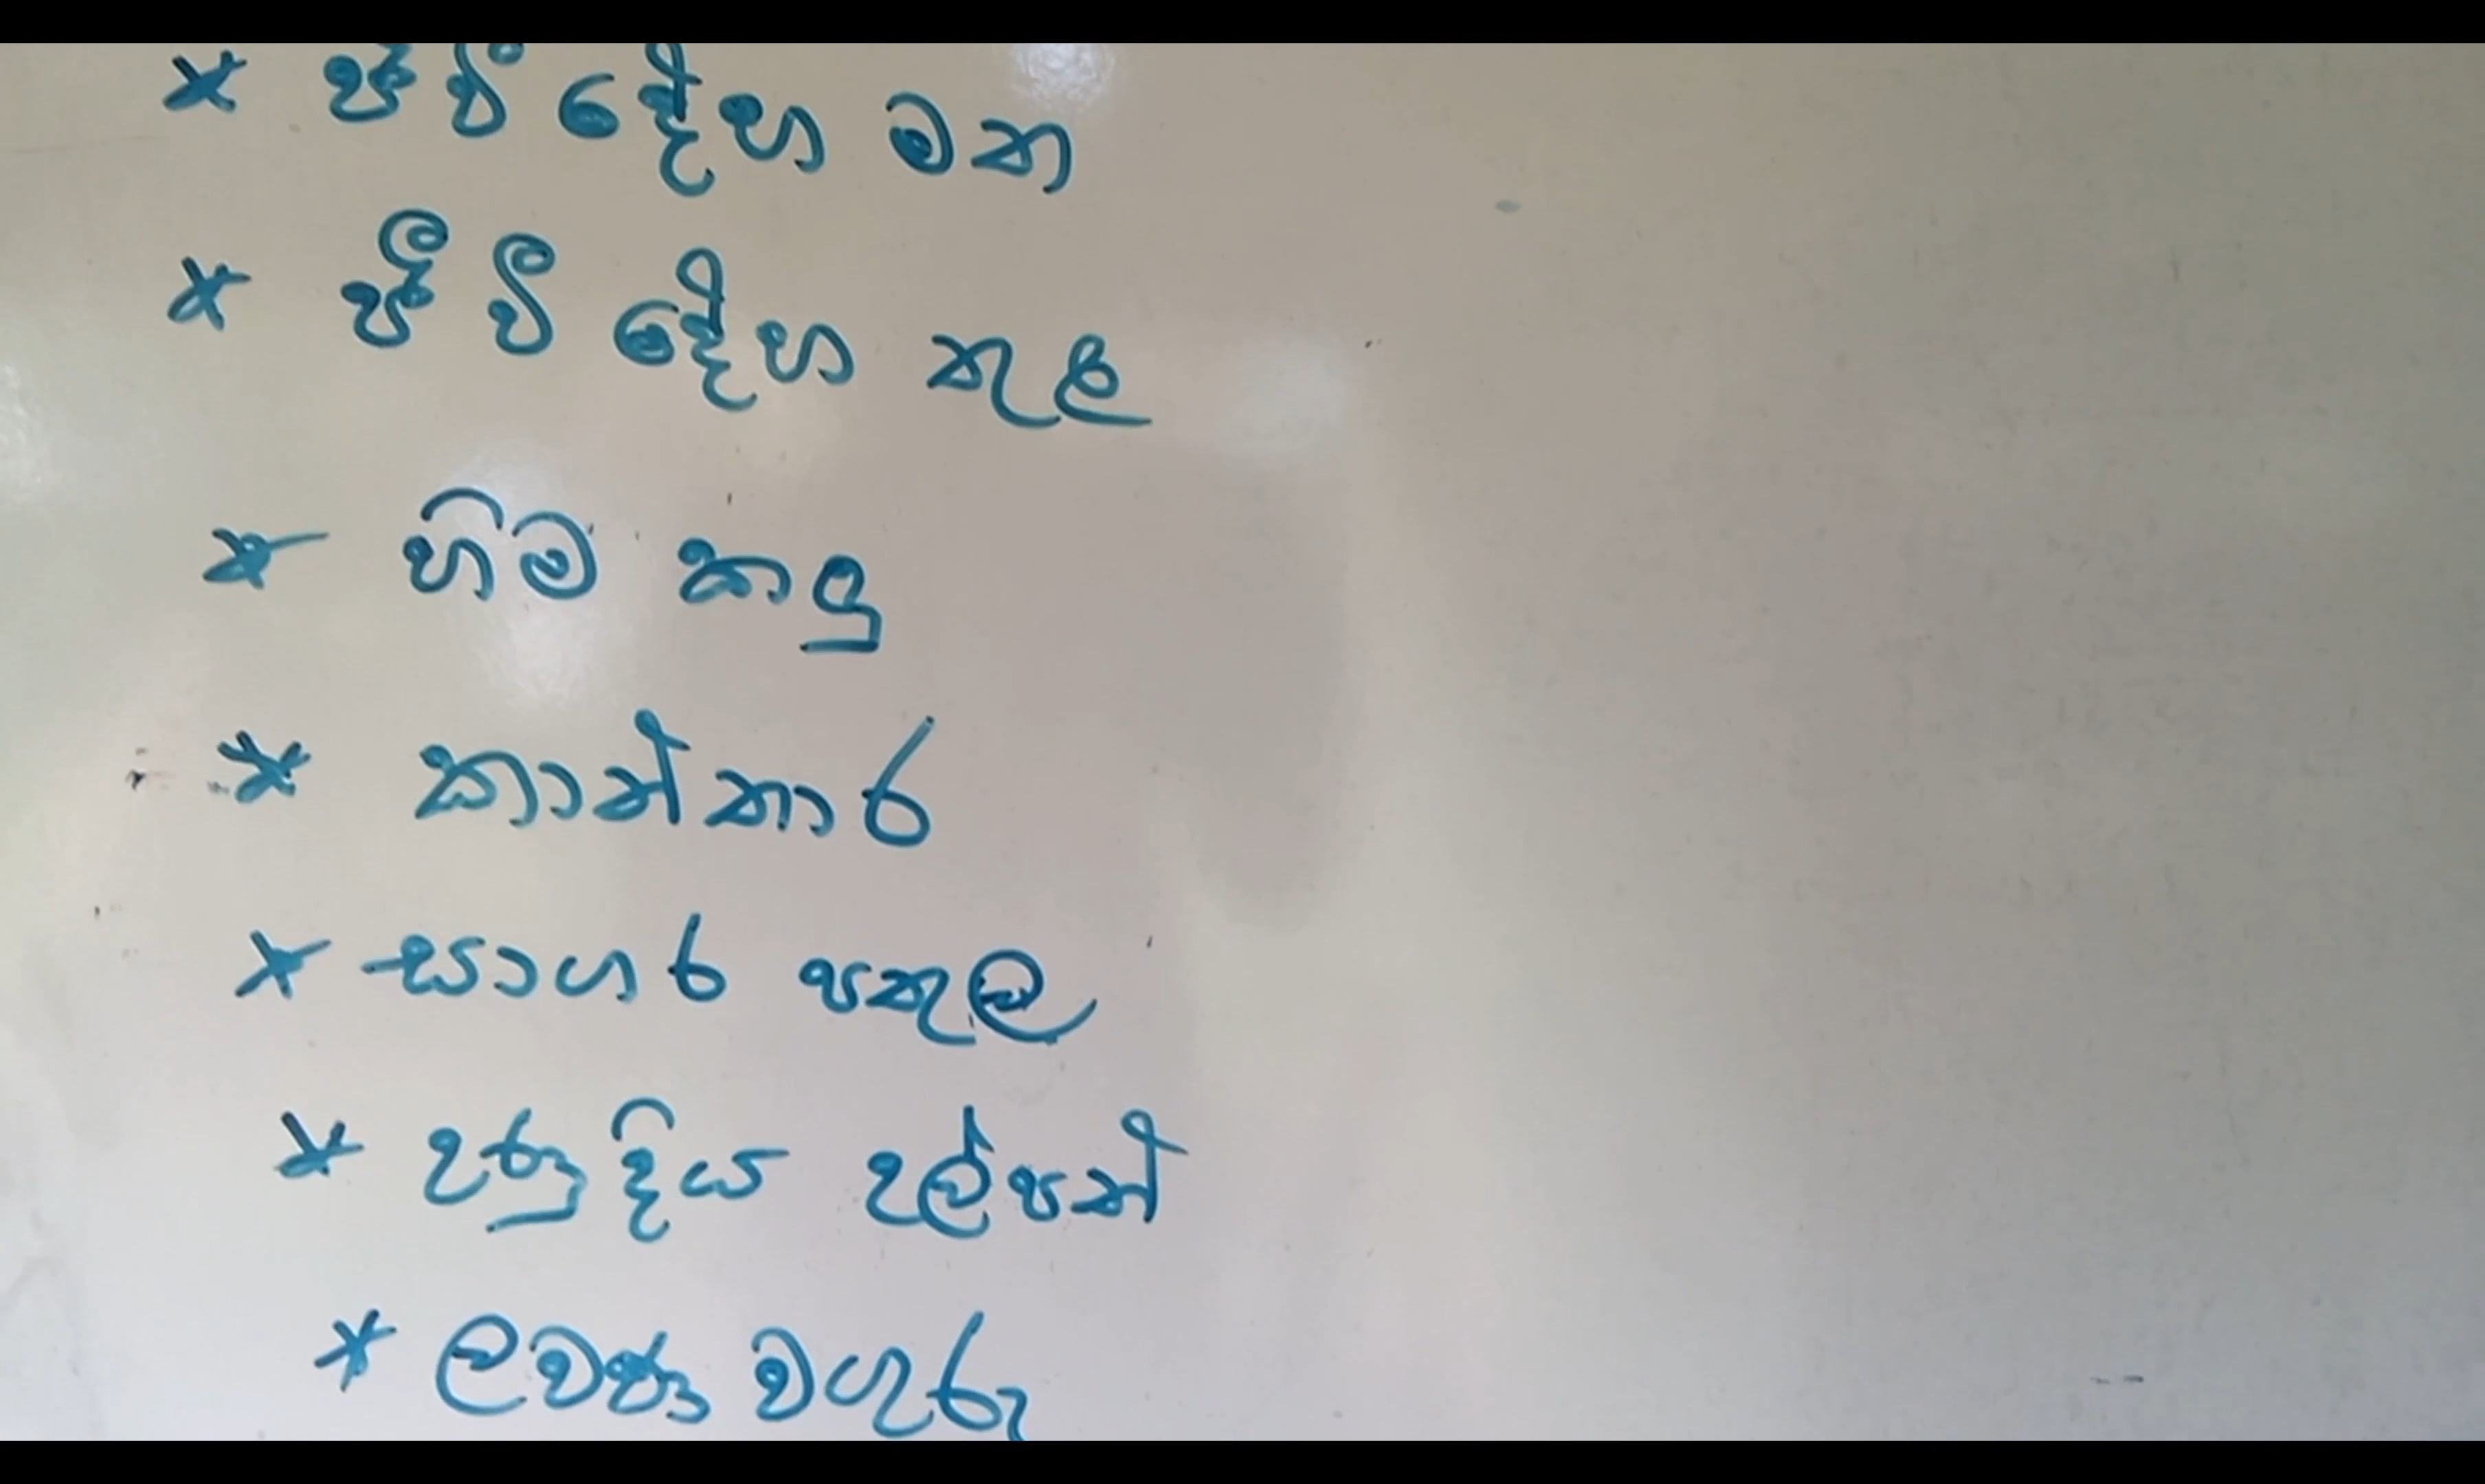 * ජීවී දේහ මත
* ජීවී දේහ තුළ
* හිම කඳු
* කාන්තාර
* සාගර පතුල
* උණුදිය උල්පත්
* ලවණ වගුරු